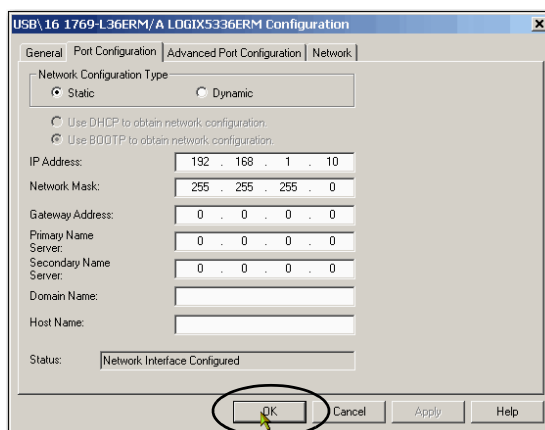 USB\16 1769-L36ERM/A LOGIX5336ERM Configuration
General Port Configuration Advanced Port Configuration Network
Network Configuration Type
Static Dynamic
Use DHCP to obtain network configuration.
Use BOOTP to obtain network configuration.
IP Address: 192 . 168 . 1 . 10
Network Mask: 255 . 255 . 255 . 0
Gateway Address: 0 . 0 . 0 . 0
Primary Name
Server: 0 . 0 . 0 . 0
Secondary Name
Server: 0 . 0 . 0 . 0
Domain Name:
Host Name:
Status: Network Interface Configured
OK Cancel Apply Help